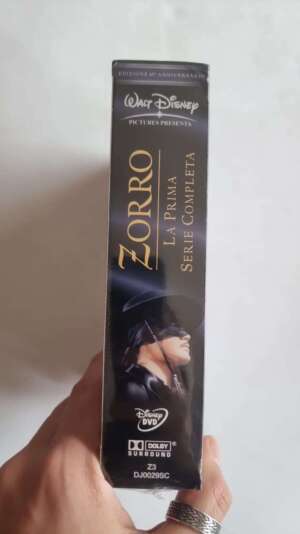 EDIZIONE 50° ANNIVERSARIO
WALT DISNEY
PICTURES PRESENTA
ZORRO
LA PRIMA
SERIE COMPLETA
Disney
DVD
DOLBY
SURROUND
Z3
DJ0029SC